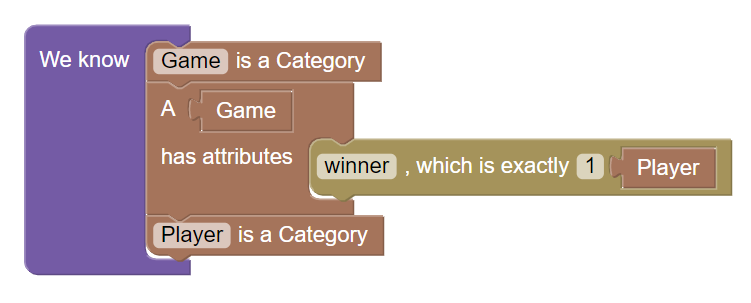 We know Game is a Category
A Game
has attributes
winner , which is exactly 1 Player
Player is a Category